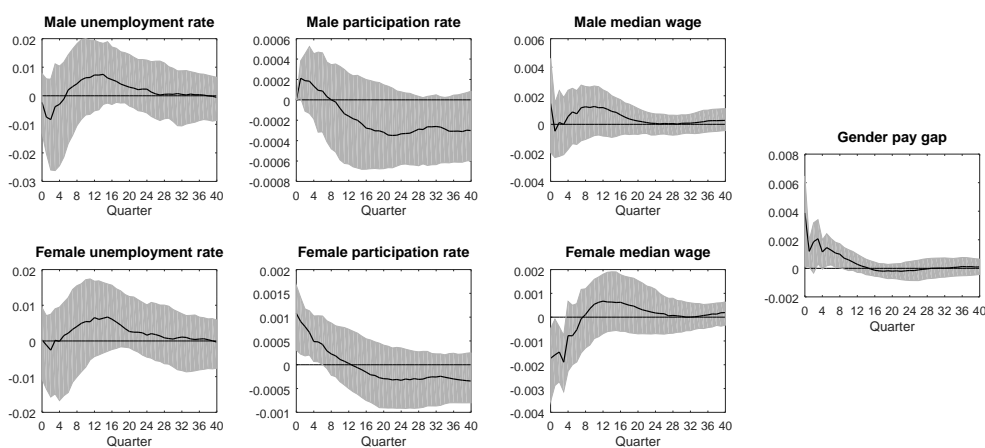 Male unemployment rate
0.02
0.01
0
-0.01
-0.02
-0.03
0 4 8 12 16 20 24 28 32 36 40
Quarter
Male participation rate
0.0006
0.0004
0.0002
0
-0.0002
-0.0004
-0.0006
-0.0008
0 4 8 12 16 20 24 28 32 36 40
Quarter
Male median wage
0.006
0.004
0.002
0
-0.002
-0.004
0 4 8 12 16 20 24 28 32 36 40
Quarter
Gender pay gap
0.008
0.006
0.004
0.002
0
-0.002
0 4 8 12 16 20 24 28 32 36 40
Quarter
Female unemployment rate
0.02
0.01
0
-0.01
-0.02
0 4 8 12 16 20 24 28 32 36 40
Quarter
Female participation rate
0.002
0.0015
0.001
0.0005
0
-0.0005
-0.001
0 4 8 12 16 20 24 28 32 36 40
Quarter
Female median wage
0.002
0.001
0
-0.001
-0.002
-0.003
-0.004
0 4 8 12 16 20 24 28 32 36 40
Quarter